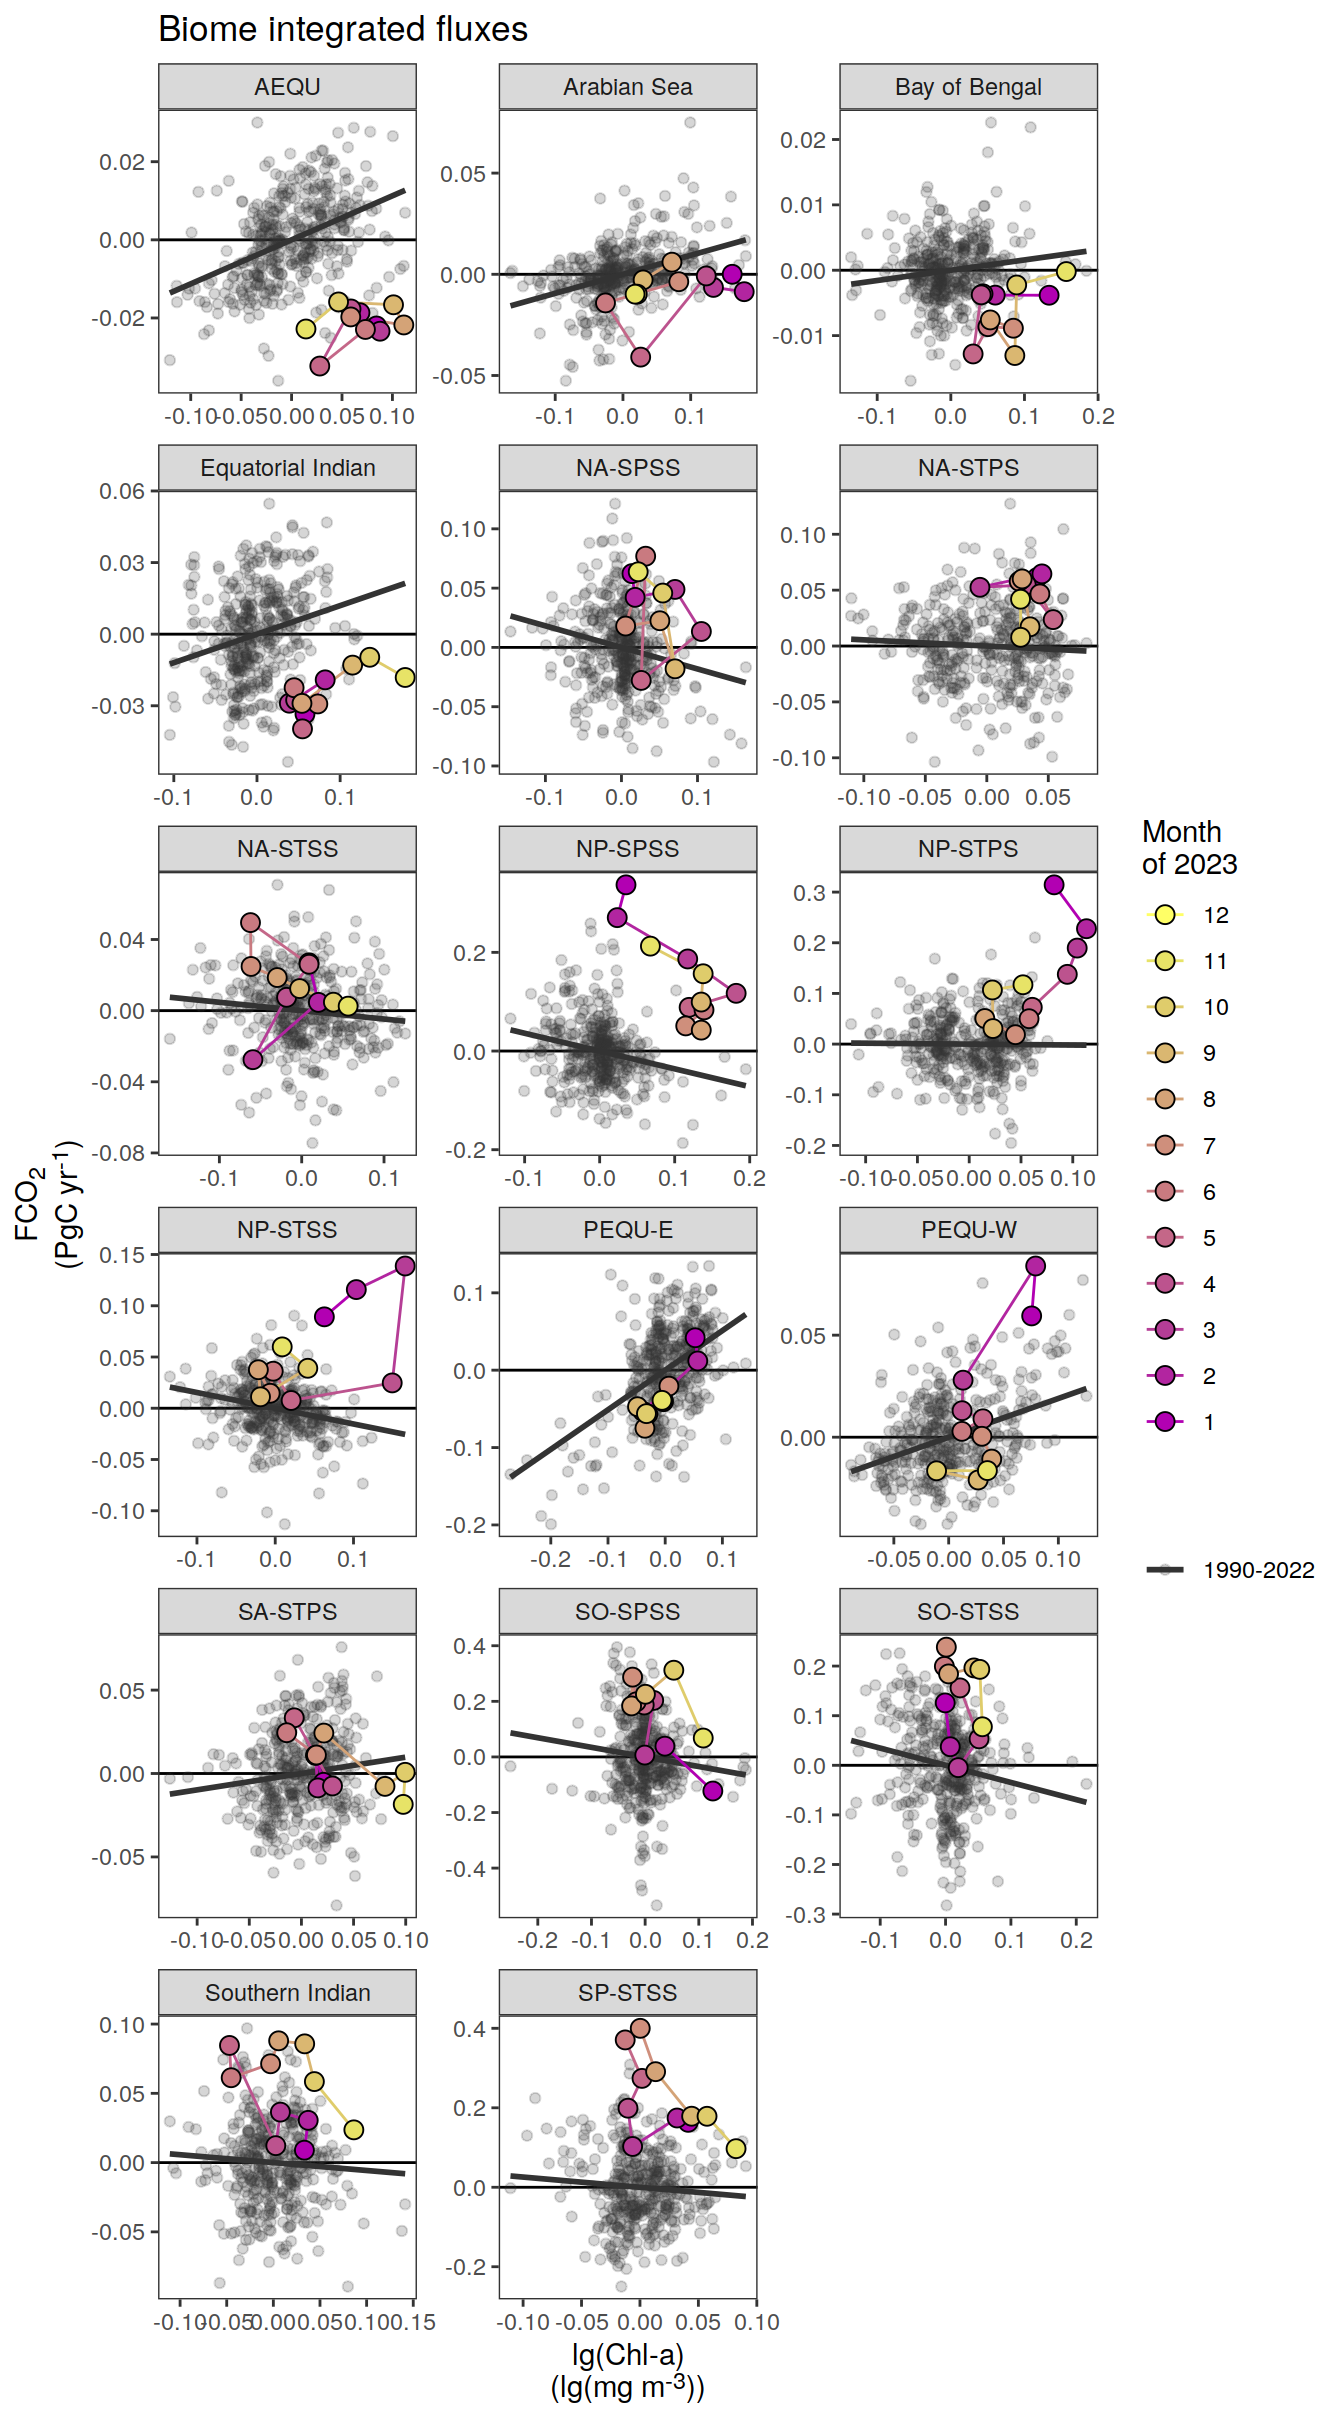 Biome integrated fluxes
AEQU Arabian Sea Bay of Bengal
0.02 0.00 -0.02
0.05 0.00 -0.05
0.02 0.01 0.00 -0.01
-0.10 -0.05 0.00 0.05 0.10
-0.1 0.0 0.1
-0.1 0.0 0.1 0.2
Equatorial Indian NA-SPSS NA-STPS
0.06 0.03 0.00 -0.03
0.10 0.05 0.00 -0.05 -0.10
0.10 0.05 0.00 -0.05 -0.10
-0.1 0.0 0.1
-0.1 0.0 0.1
-0.10 -0.05 0.00 0.05
NA-STSS NP-SPSS NP-STPS
0.04 0.00 -0.04 -0.08
0.2 0.0 -0.2
0.3 0.2 0.1 0.0 -0.1 -0.2
-0.1 0.0 0.1
-0.1 0.0 0.1 0.2
-0.10 -0.05 0.00 0.05 0.10
NP-STSS PEQU-E PEQU-W
0.15 0.10 0.05 0.00 -0.05 -0.10
0.1 0.0 -0.1 -0.2
0.05 0.00
-0.1 0.0 0.1
-0.2 -0.1 0.0 0.1
-0.05 0.00 0.05 0.10
SA-STPS SO-SPSS SO-STSS
0.05 0.00 -0.05
0.4 0.2 0.0 -0.2 -0.4
0.2 0.1 0.0 -0.1 -0.2 -0.3
-0.10 -0.05 0.00 0.05 0.10
-0.2 -0.1 0.0 0.1 0.2
-0.1 0.0 0.1 0.2
Southern Indian SP-STSS
0.10 0.05 0.00 -0.05
0.4 0.2 0.0 -0.2
-0.10 -0.05 0.00 0.05 0.10 0.15
-0.10 -0.05 0.00 0.05 0.10
FCO₂
(PgC yr⁻¹)
lg(Chl-a)
(lg(mg m⁻³))
Month
of 2023
12
11
10
9
8
7
6
5
4
3
2
1
1990-2022